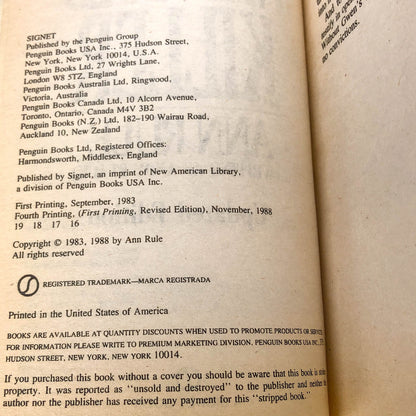 SIGNET
Published by the Penguin Group
Penguin Books USA Inc., 375 Hudson Street,
New York, New York 10014, U.S.A.
Penguin Books Ltd, 27 Wrights Lane,
London W8 5TZ, England
Penguin Books Australia Ltd, Ringwood,
Victoria, Australia
Penguin Books Canada Ltd, 10 Alcorn Avenue,
Toronto, Ontario, Canada M4V 3B2
Penguin Books (N.Z.) Ltd, 182–190 Wairau Road,
Auckland 10, New Zealand
Penguin Books Ltd, Registered Offices:
Harmondsworth, Middlesex, England
Published by Signet, an imprint of New American Library,
a division of Penguin Books USA Inc.
First Printing, September, 1983
Fourth Printing, (First Printing, Revised Edition), November, 1988
19 18 17 16
Copyright © 1983, 1988 by Ann Rule
All rights reserved
REGISTERED TRADEMARK—MARCA REGISTRADA
Printed in the United States of America
BOOKS ARE AVAILABLE AT QUANTITY DISCOUNTS WHEN USED TO PROMOTE PRODUCTS OR
FOR INFORMATION PLEASE WRITE TO PREMIUM MARKETING DIVISION, PENGUIN BOOKS USA INC.,
HUDSON STREET, NEW YORK, NEW YORK 10014.
If you purchased this book without a cover you should be aware that this book is
property. It was reported as "unsold and destroyed" to the publisher and neither
author nor the publisher has received any payment for this "stripped book."
into
And to
mostly in
Without Gwen's
no convictions.